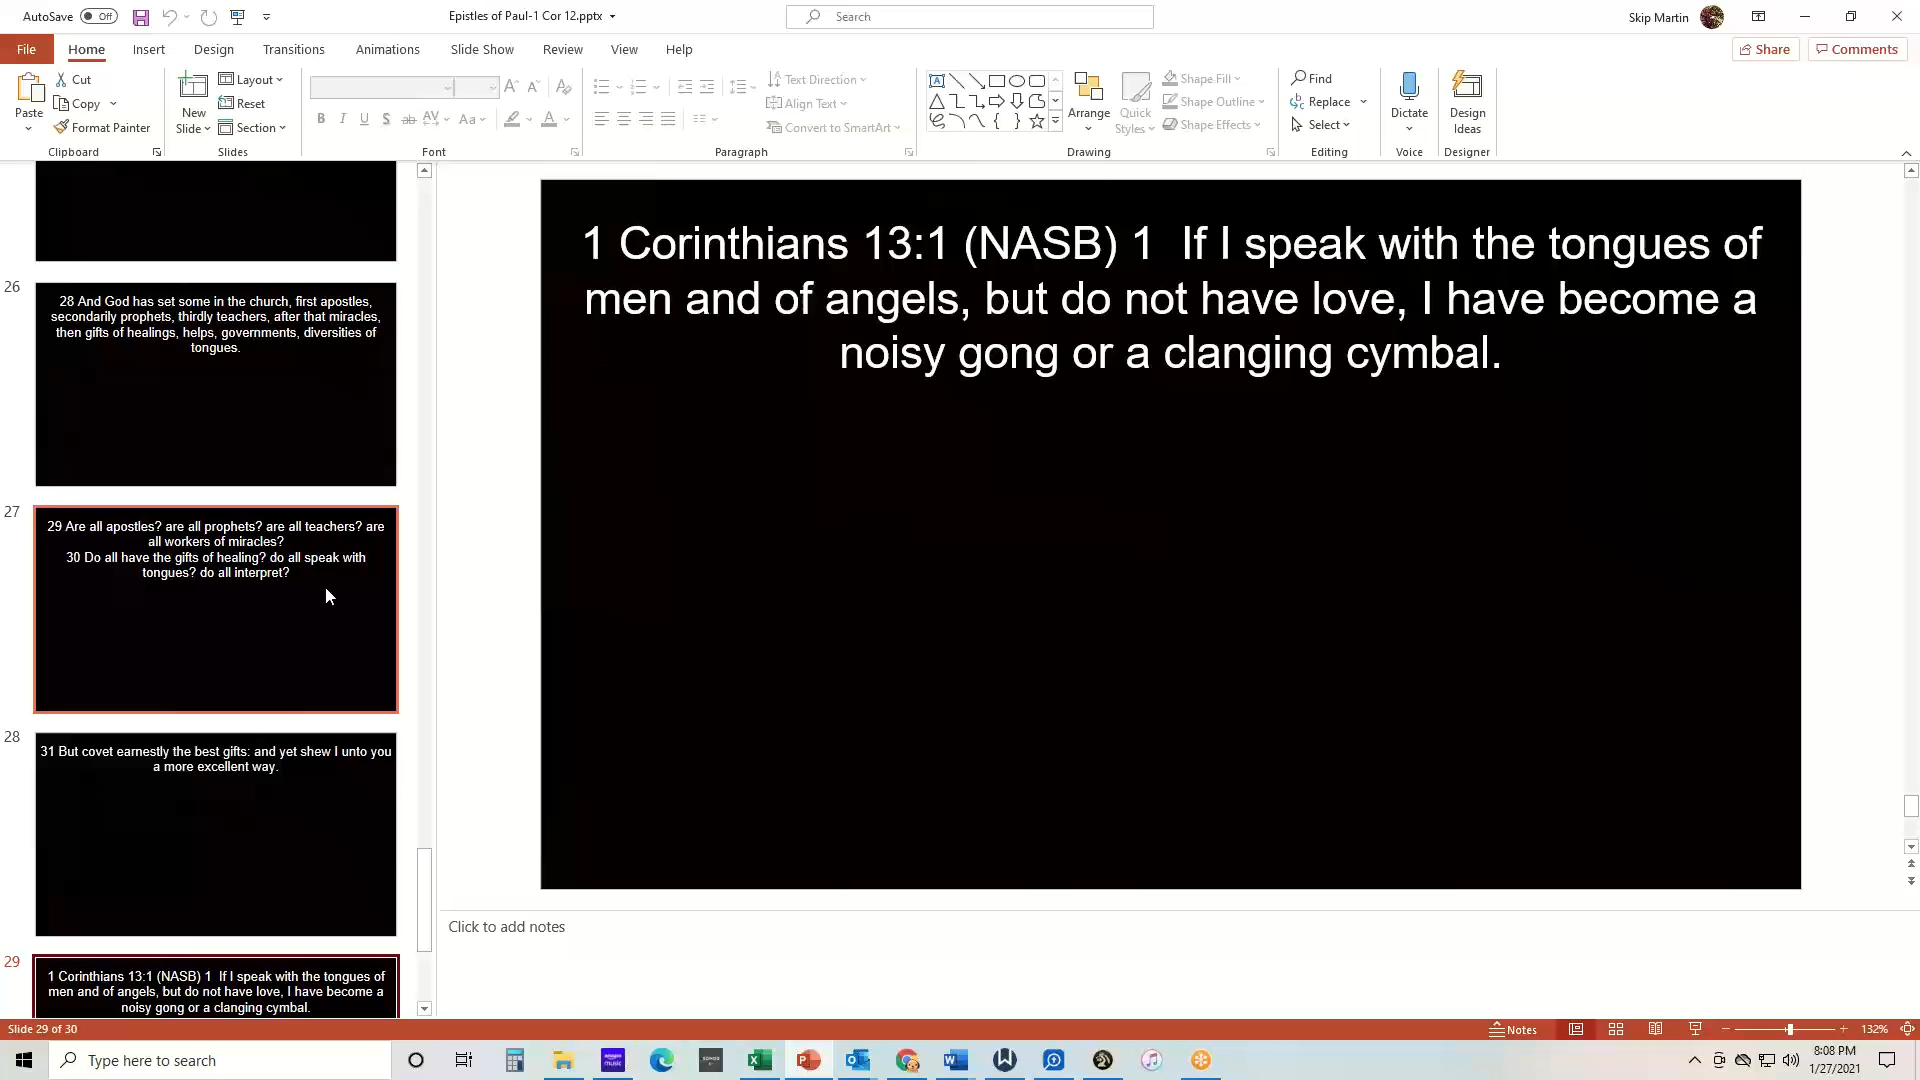 AutoSave Off Epistles of Paul-1 Cor 12.pptx Search Skip Martin
File Home Insert Design Transitions Animations Slide Show Review View Help Share Comments
Paste
Cut
Copy
Format Painter
Clipboard
New
Slide
Layout
Reset
Section
Slides
B I U S ab AV Aa A
Font
Text Direction
Align Text
Convert to SmartArt
Paragraph
Arrange
Quick
Styles
Shape Fill
Shape Outline
Shape Effects
Drawing
Find
Replace
Select
Editing
Dictate
Voice
Design
Ideas
Designer
26
28 And God has set some in the church, first apostles,
secondarily prophets, thirdly teachers, after that miracles,
then gifts of healings, helps, governments, diversities of
tongues.
27
29 Are all apostles? are all prophets? are all teachers? are
all workers of miracles?
30 Do all have the gifts of healing? do all speak with
tongues? do all interpret?
28
31 But covet earnestly the best gifts: and yet shew I unto you
a more excellent way.
29
1 Corinthians 13:1 (NASB) 1 If I speak with the tongues of
men and of angels, but do not have love, I have become a
noisy gong or a clanging cymbal.
1 Corinthians 13:1 (NASB) 1 If I speak with the tongues of
men and of angels, but do not have love, I have become a
noisy gong or a clanging cymbal.
Click to add notes
Slide 29 of 30 Notes 132%
Type here to search
8:08 PM
1/27/2021